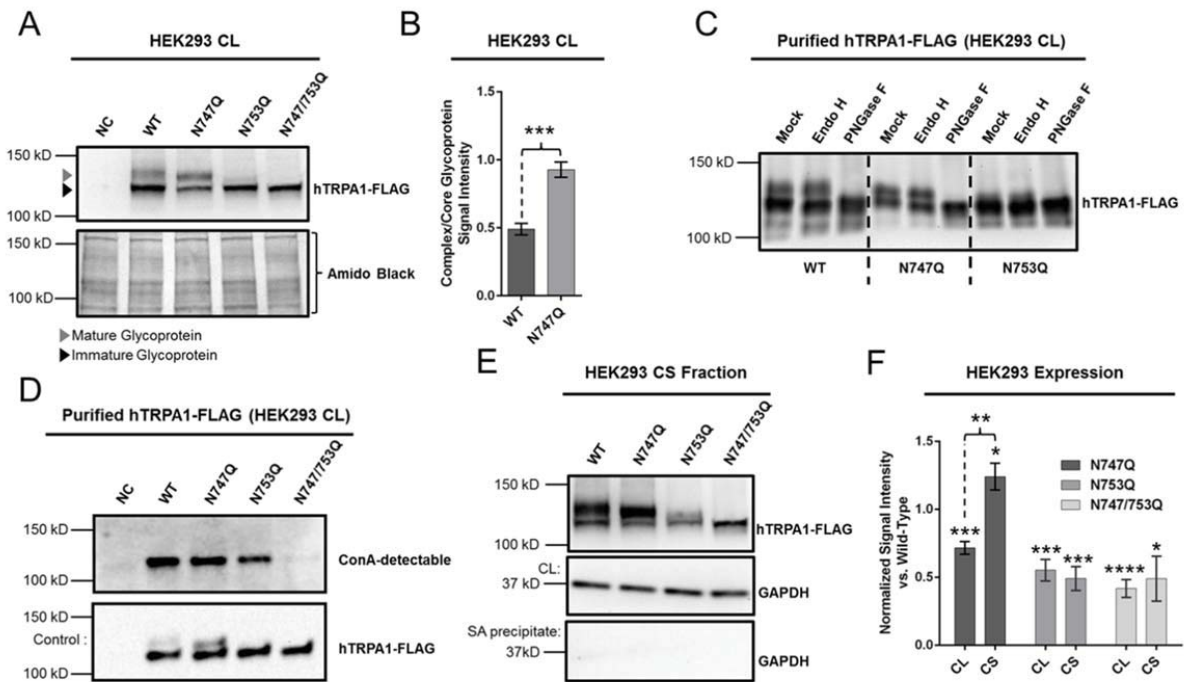 A
HEK293 CL
NC
WT
N747Q
N753Q
N747/753Q
150 kD
100 kD
hTRPA1-FLAG
150 kD
100 kD
Amido Black
Mature Glycoprotein
Immature Glycoprotein
B
HEK293 CL
Complex/Core Glycoprotein
Signal Intensity
1.5
1.0
0.5
0.0
***
WT
N747Q
C
Purified hTRPA1-FLAG (HEK293 CL)
Mock
Endo H
PNGase F
Mock
Endo H
PNGase F
Mock
Endo H
PNGase F
150 kD
100 kD
hTRPA1-FLAG
WT
N747Q
N753Q
D
Purified hTRPA1-FLAG (HEK293 CL)
NC
WT
N747Q
N753Q
N747/753Q
150 kD
100 kD
ConA-detectable
150 kD
Control :
100 kD
hTRPA1-FLAG
E
HEK293 CS Fraction
WT
N747Q
N753Q
N747/753Q
150 kD
100 kD
hTRPA1-FLAG
CL:
37 kD
GAPDH
SA precipitate:
37kD
GAPDH
F
HEK293 Expression
Normalized Signal Intensity
vs. Wild-Type
1.5
1.0
0.5
0.0
**
*
***
***
***
****
*
N747Q
N753Q
N747/753Q
CL
CS
CL
CS
CL
CS